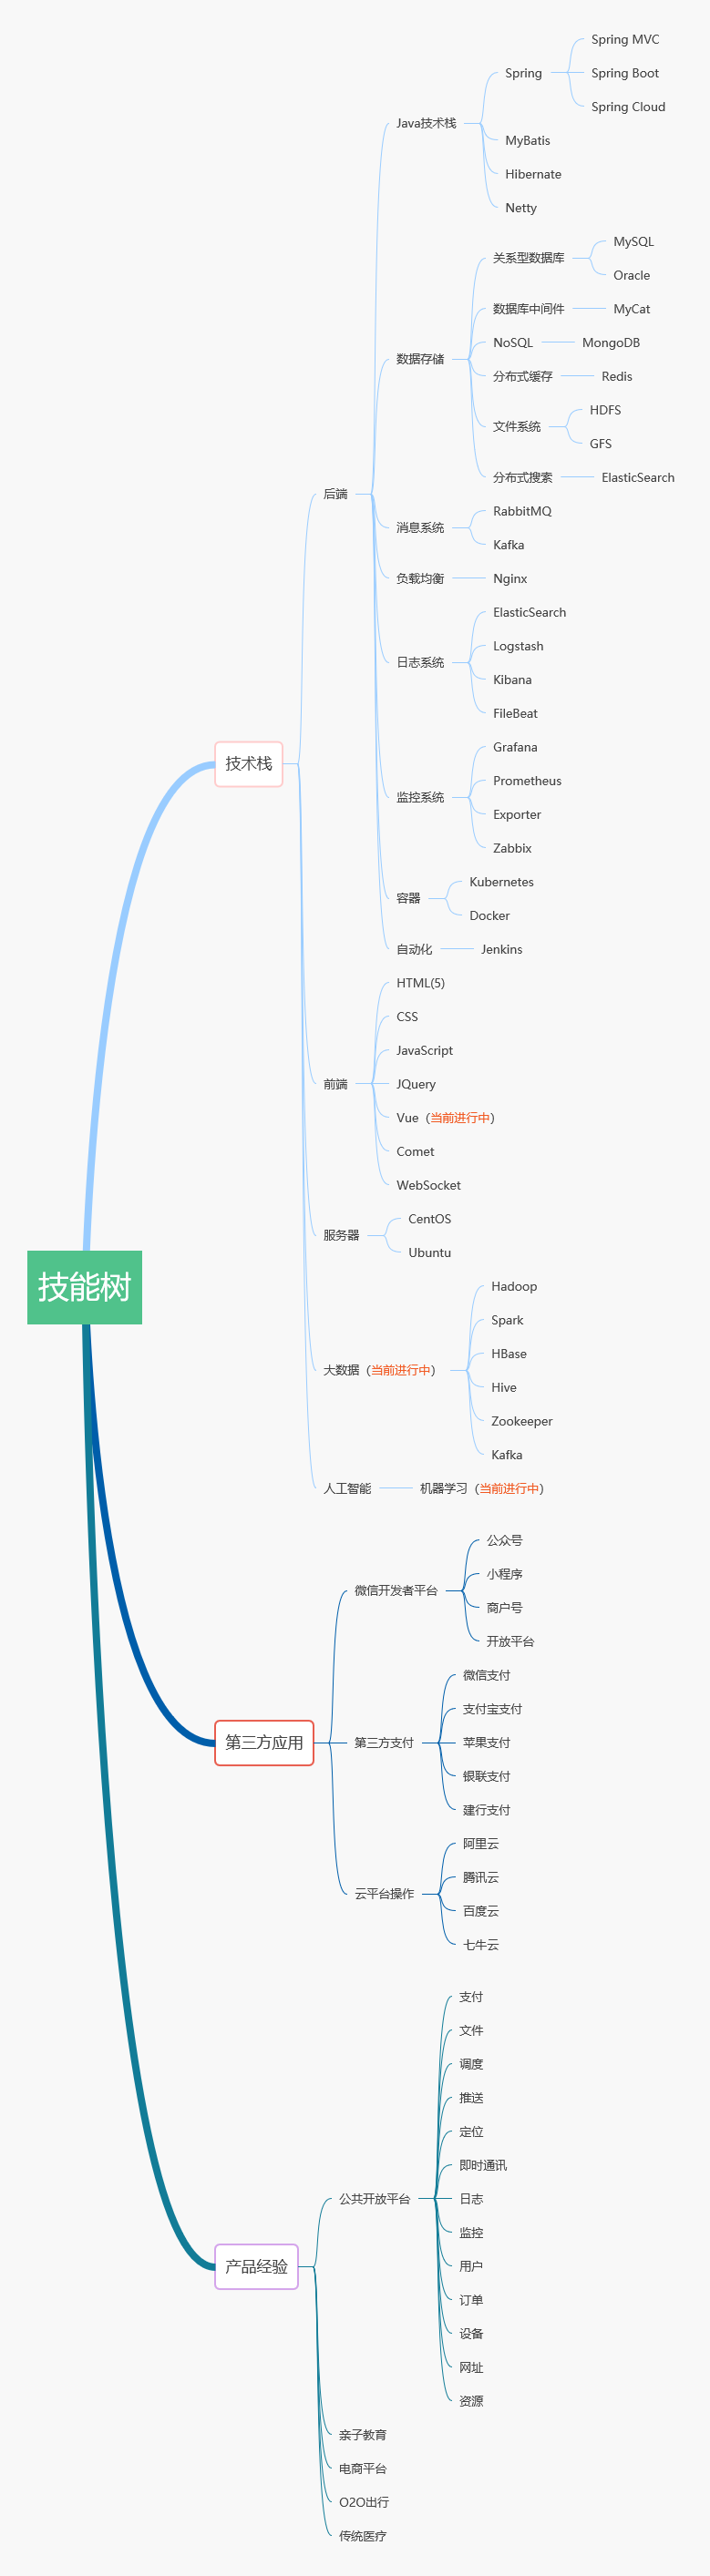 技能树
技术栈
后端
Java技术栈
Spring
Spring MVC
Spring Boot
Spring Cloud
MyBatis
Hibernate
Netty
数据存储
关系型数据库
MySQL
Oracle
数据库中间件
MyCat
NoSQL
MongoDB
分布式缓存
Redis
文件系统
HDFS
GFS
分布式搜索
ElasticSearch
消息系统
RabbitMQ
Kafka
负载均衡
Nginx
日志系统
ElasticSearch
Logstash
Kibana
FileBeat
监控系统
Grafana
Prometheus
Exporter
Zabbix
容器
Kubernetes
Docker
自动化
Jenkins
前端
HTML(5)
CSS
JavaScript
JQuery
Vue（当前进行中）
Comet
WebSocket
服务器
CentOS
Ubuntu
大数据（当前进行中）
Hadoop
Spark
HBase
Hive
Zookeeper
Kafka
人工智能
机器学习（当前进行中）
第三方应用
微信开发者平台
公众号
小程序
商户号
开放平台
第三方支付
微信支付
支付宝支付
苹果支付
银联支付
建行支付
云平台操作
阿里云
腾讯云
百度云
七牛云
产品经验
公共开放平台
支付
文件
调度
推送
定位
即时通讯
日志
监控
用户
订单
设备
网址
资源
亲子教育
电商平台
O2O出行
传统医疗